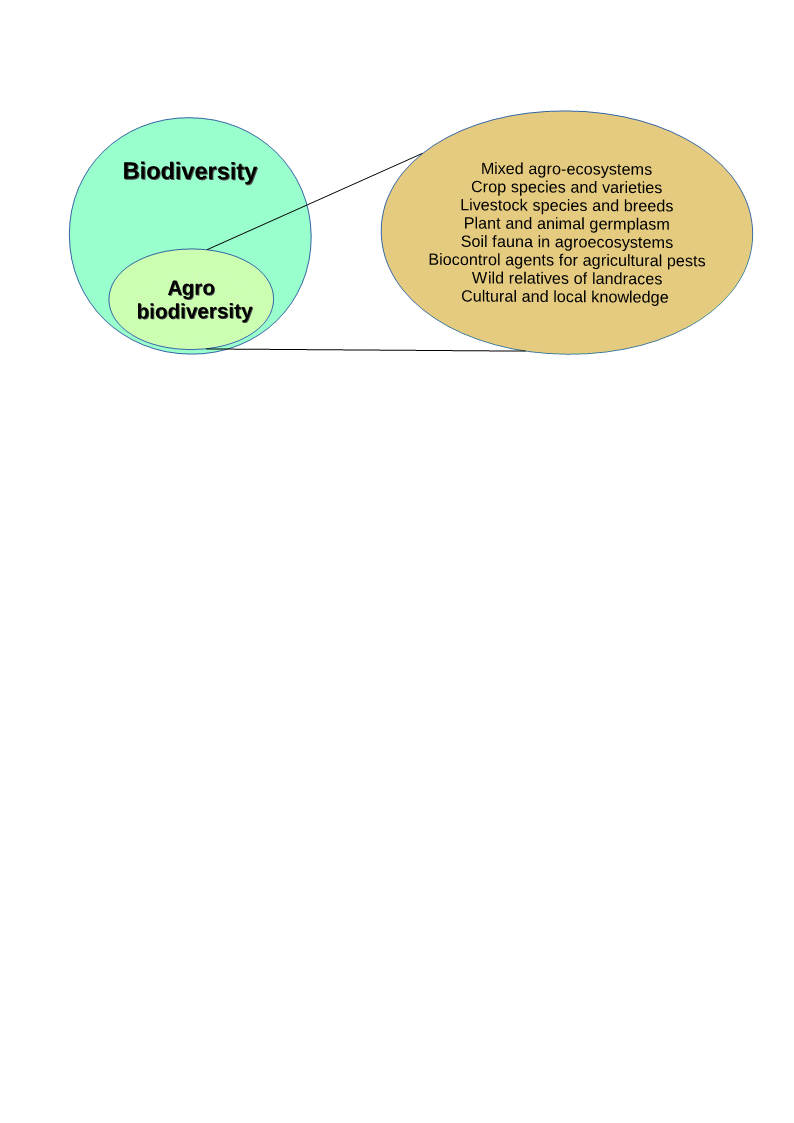 Biodiversity
Agro
biodiversity
Mixed agro-ecosystems
Crop species and varieties
Livestock species and breeds
Plant and animal germplasm
Soil fauna in agroecosystems
Biocontrol agents for agricultural pests
Wild relatives of landraces
Cultural and local knowledge